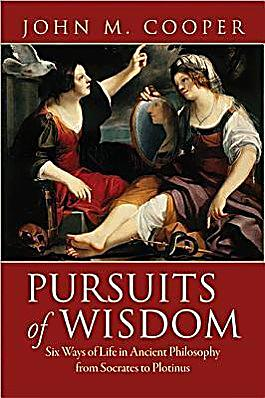 JOHN M. COOPER
PURSUITS
of WISDOM
Six Ways of Life in Ancient Philosophy
from Socrates to Plotinus